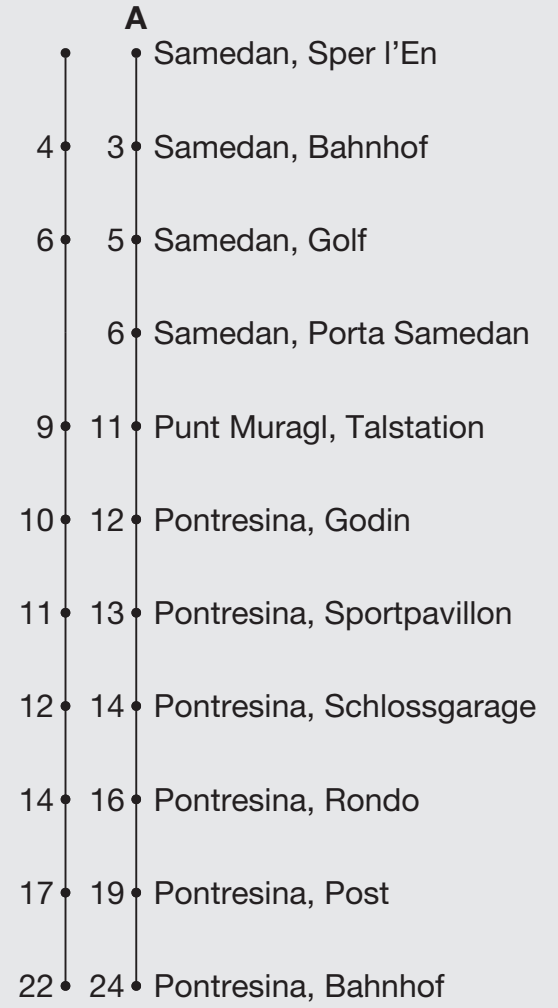 A
Samedan, Sper l’En
4 3 Samedan, Bahnhof
6 5 Samedan, Golf
6 Samedan, Porta Samedan
9 11 Punt Muragl, Talstation
10 12 Pontresina, Godin
11 13 Pontresina, Sportpavillon
12 14 Pontresina, Schlossgarage
14 16 Pontresina, Rondo
17 19 Pontresina, Post
22 24 Pontresina, Bahnhof